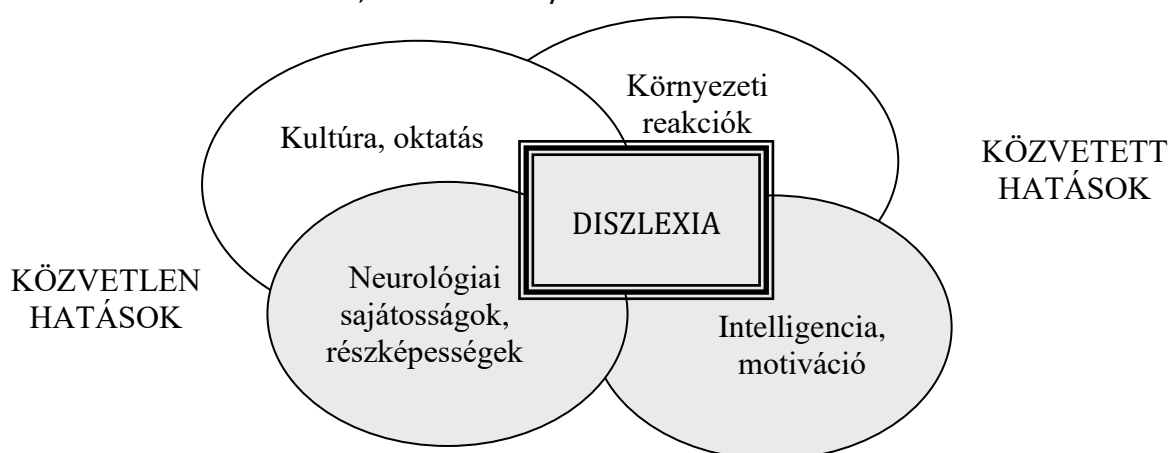 Környezeti
reakciók
Kultúra, oktatás
KÖZVETETT
HATÁSOK
DISZLEXIA
KÖZVETLEN
HATÁSOK
Neurológiai
sajátosságok,
részképességek
Intelligencia,
motiváció